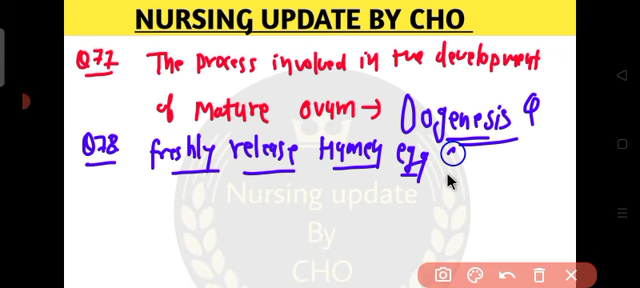 NURSING UPDATE BY CHO
Q77 The process involved in the development
of Mature ovum → Oogenesis ♀
Q78 freshly release Human egg
Nursing update
By
CHO